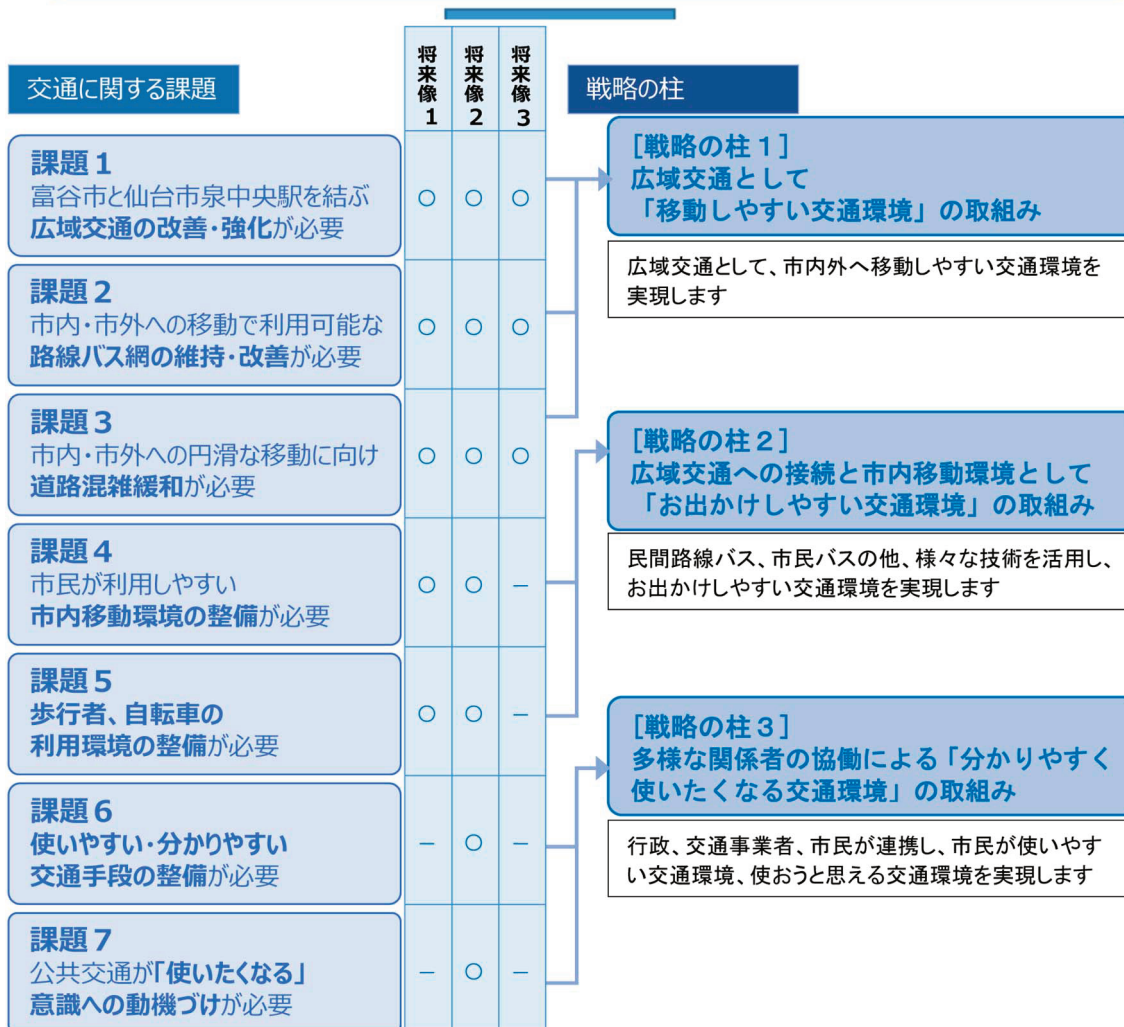 交通に関する課題
将来像1
将来像2
将来像3
戦略の柱
課題1
富谷市と仙台市泉中央駅を結ぶ
広域交通の改善・強化が必要
○ ○ ○
課題2
市内・市外への移動で利用可能な
路線バス網の維持・改善が必要
○ ○ ○
課題3
市内・市外への円滑な移動に向け
道路混雑緩和が必要
○ ○ ○
課題4
市民が利用しやすい
市内移動環境の整備が必要
○ ○ −
課題5
歩行者、自転車の
利用環境の整備が必要
○ ○ −
課題6
使いやすい・分かりやすい
交通手段の整備が必要
− ○ −
課題7
公共交通が「使いたくなる」
意識への動機づけが必要
− ○ −
[戦略の柱1]
広域交通として
「移動しやすい交通環境」の取組み
広域交通として、市内外へ移動しやすい交通環境を
実現します
[戦略の柱2]
広域交通への接続と市内移動環境として
「お出かけしやすい交通環境」の取組み
民間路線バス、市民バスの他、様々な技術を活用し、
お出かけしやすい交通環境を実現します
[戦略の柱3]
多様な関係者の協働による「分かりやすく
使いたくなる交通環境」の取組み
行政、交通事業者、市民が連携し、市民が使いやす
い交通環境、使おうと思える交通環境を実現します